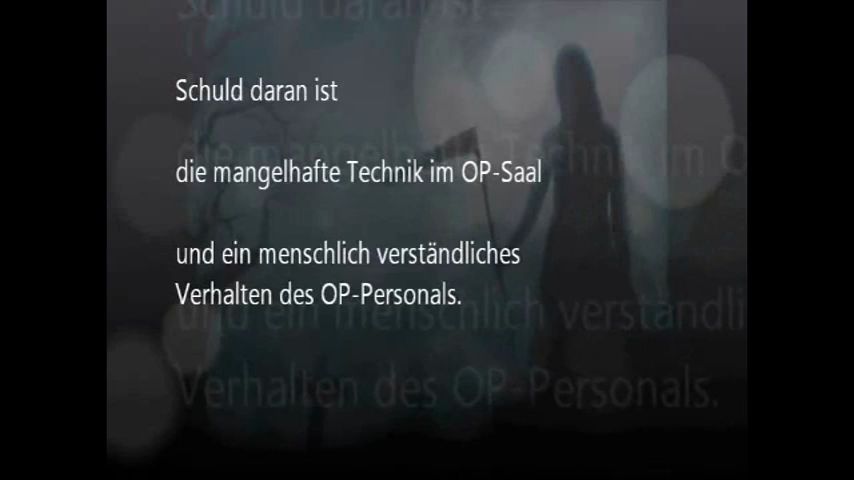 Schuld daran ist
die mangelhafte Technik im OP-Saal
und ein menschlich verständliches
Verhalten des OP-Personals.